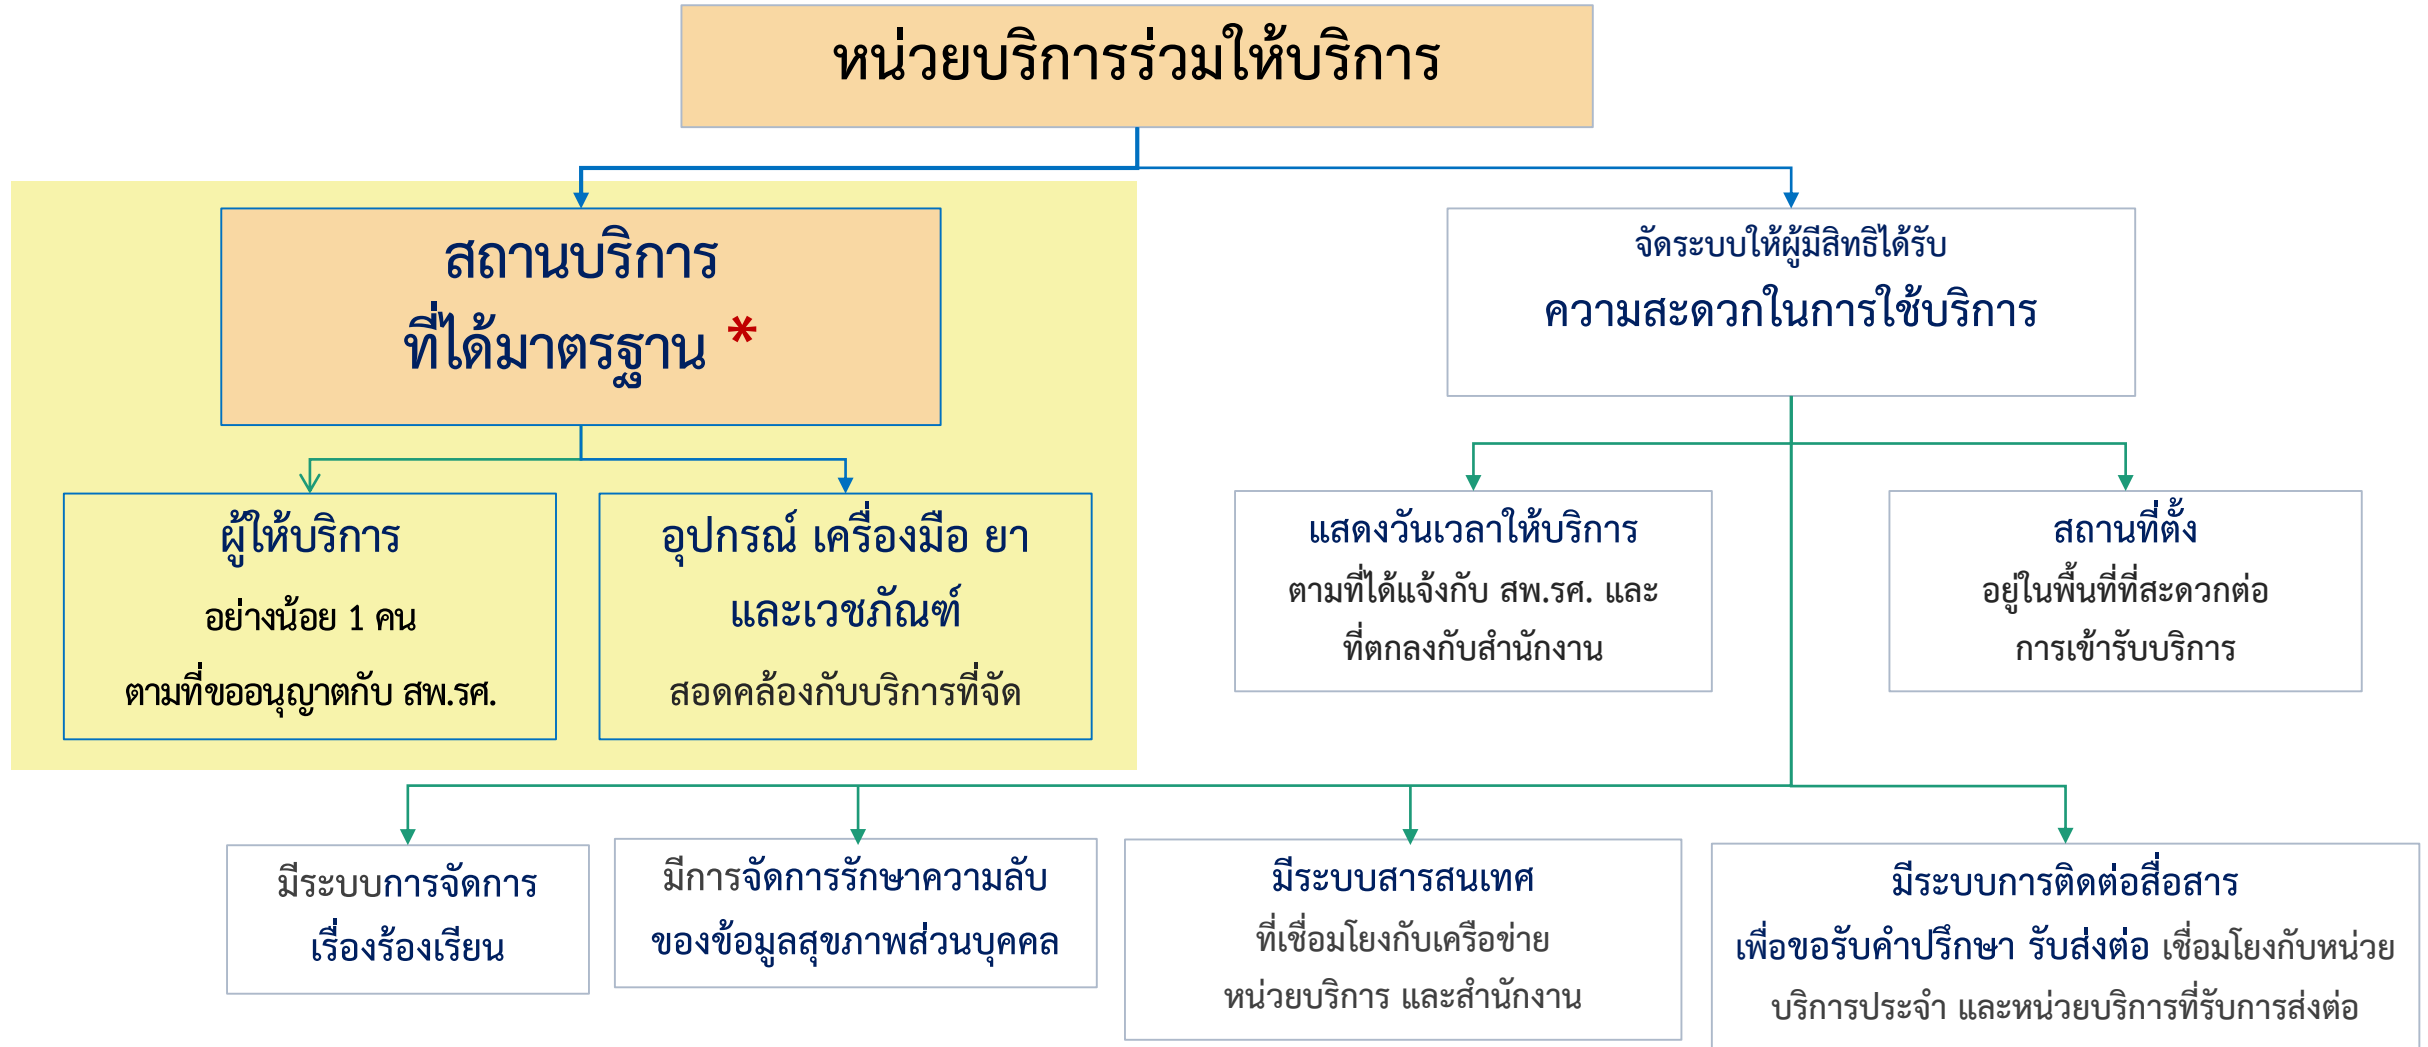 หน่วยบริการร่วมให้บริการ
สถานบริการ
ที่ได้มาตรฐาน *
จัดระบบให้ผู้มีสิทธิได้รับ
ความสะดวกในการใช้บริการ
ผู้ให้บริการ
อย่างน้อย 1 คน
ตามที่ขออนุญาตกับ สพ.รศ.
อุปกรณ์ เครื่องมือ ยา
และเวชภัณฑ์
สอดคล้องกับบริการที่จัด
แสดงวันเวลาให้บริการ
ตามที่ได้แจ้งกับ สพ.รศ. และ
ที่ตกลงกับสำนักงาน
สถานที่ตั้ง
อยู่ในพื้นที่ที่สะดวกต่อ
การเข้ารับบริการ
มีระบบการจัดการ
เรื่องร้องเรียน
มีการจัดการรักษาความลับ
ของข้อมูลสุขภาพส่วนบุคคล
มีระบบสารสนเทศ
ที่เชื่อมโยงกับเครือข่าย
หน่วยบริการ และสำนักงาน
มีระบบการติดต่อสื่อสาร
เพื่อขอรับคำปรึกษา รับส่งต่อ เชื่อมโยงกับหน่วย
บริการประจำ และหน่วยบริการที่รับการส่งต่อ